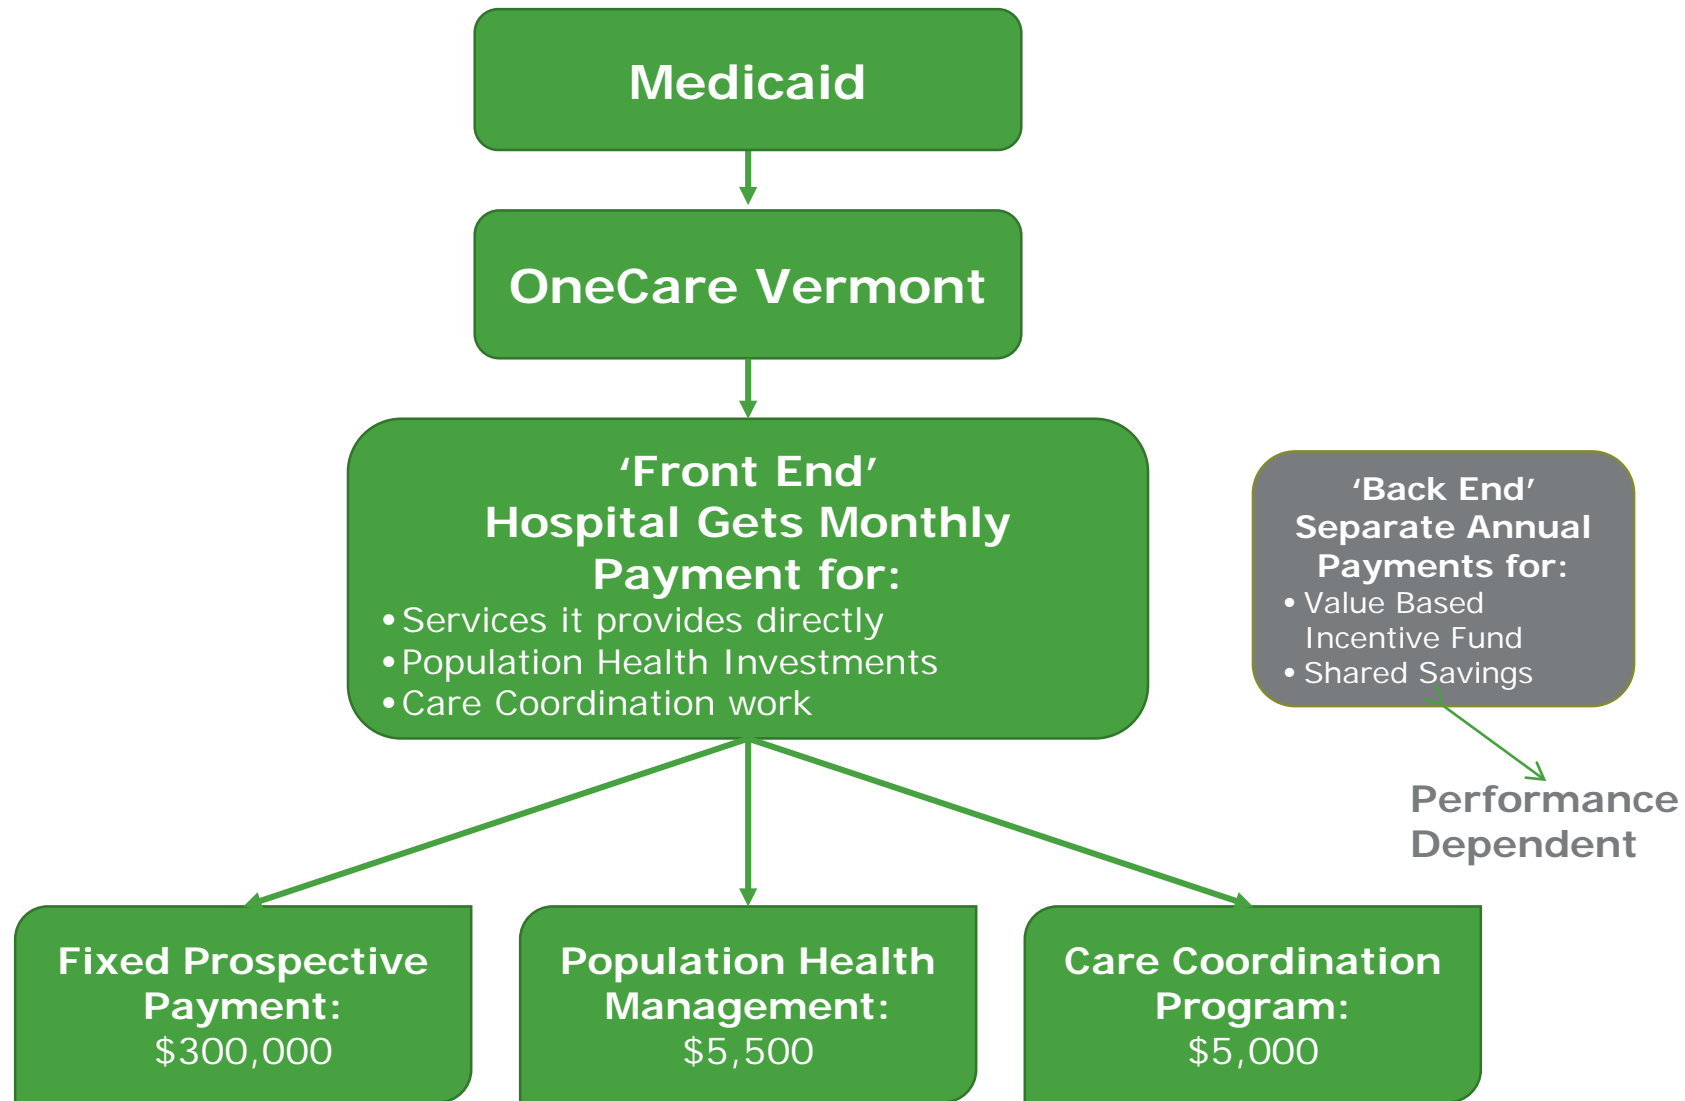 Medicaid
OneCare Vermont
‘Front End’
Hospital Gets Monthly
Payment for:
•Services it provides directly
•Population Health Investments
•Care Coordination work
‘Back End’
Separate Annual
Payments for:
• Value Based
Incentive Fund
• Shared Savings
Performance
Dependent
Fixed Prospective
Payment:
$300,000
Population Health
Management:
$5,500
Care Coordination
Program:
$5,000